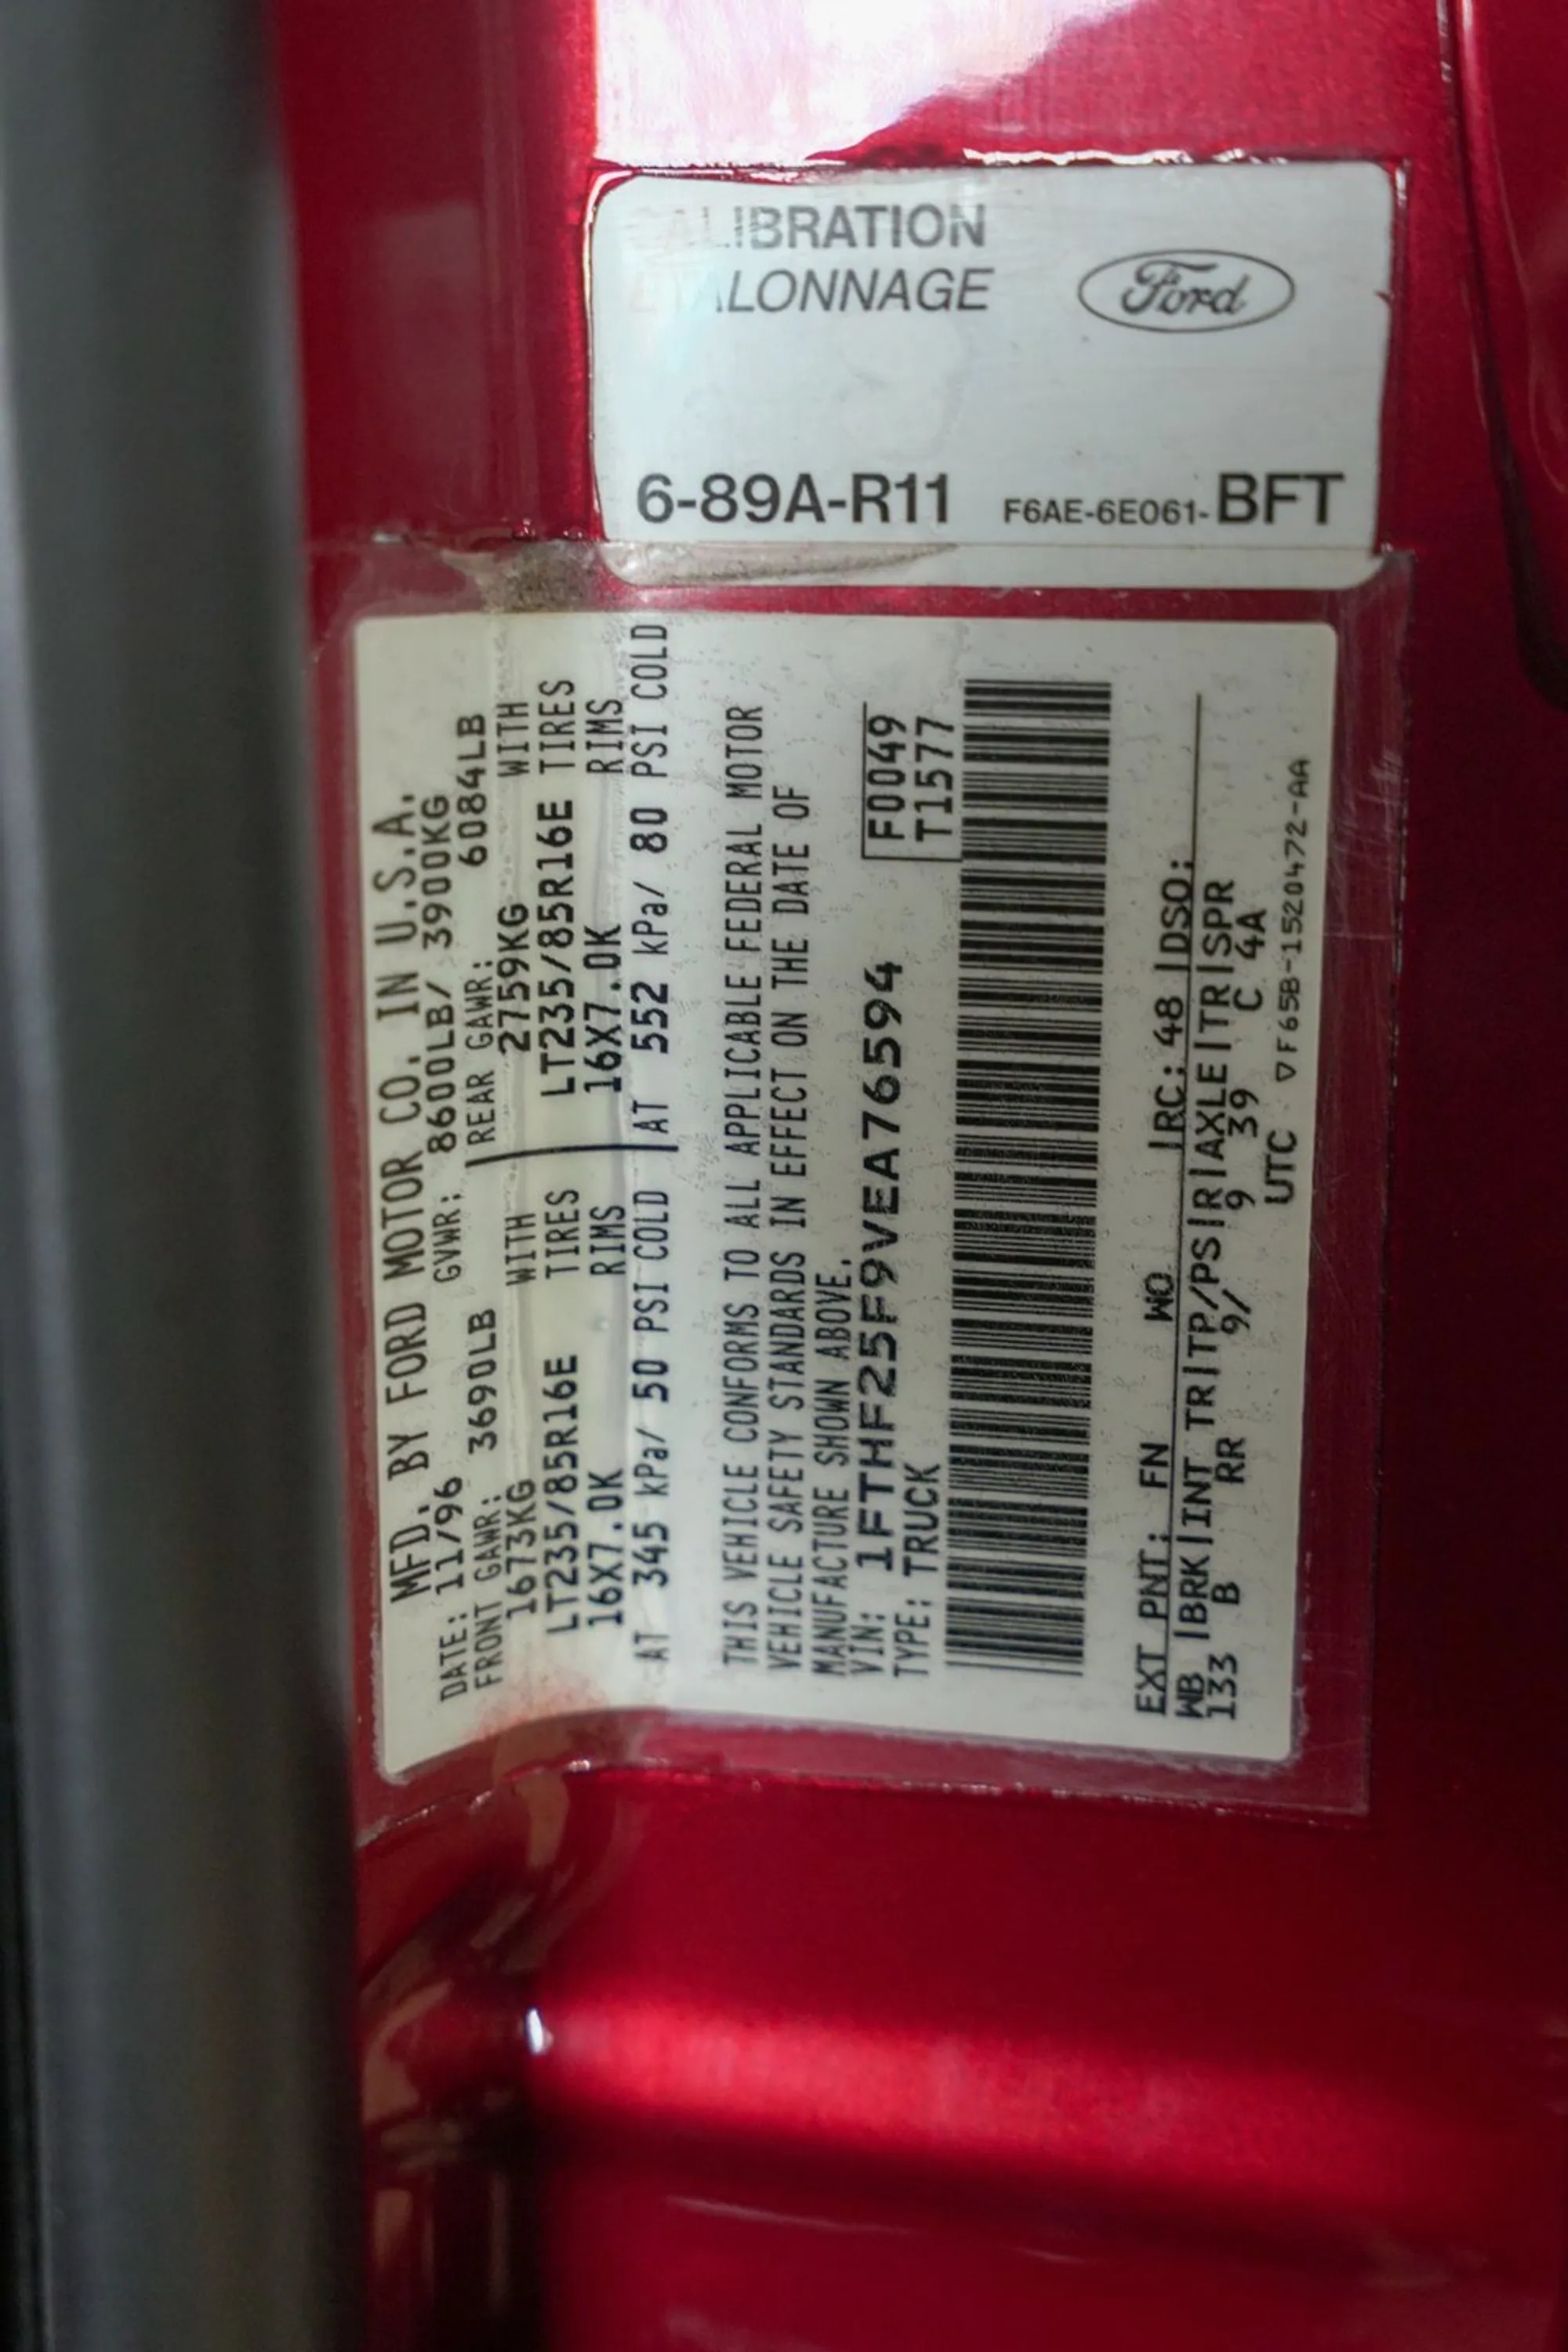 CALIBRATION
ETALONNAGE
Ford
6-89A-R11 F6AE-6E061-BFT
MFD. BY FORD MOTOR CO. IN U.S.A.
DATE: 11/96 GVWR: 8600LB/ 3900KG
FRONT GAWR: 3690LB REAR GAWR: 6084LB
1673KG WITH 2759KG WITH
LT235/85R16E TIRES LT235/85R16E TIRES
16X7.0K RIMS 16X7.0K RIMS
AT 345 kPa/ 50 PSI COLD AT 552 kPa/ 80 PSI COLD
THIS VEHICLE CONFORMS TO ALL APPLICABLE FEDERAL MOTOR
VEHICLE SAFETY STANDARDS IN EFFECT ON THE DATE OF
MANUFACTURE SHOWN ABOVE.
VIN: 1FTHF25F9VEA76594 F0049
TYPE: TRUCK T1577
EXT PNT: FN WO RC: 48 DSO:
WB BRK INT TR TP/PS R AXLE TR SPR
133 B RR 9/ 9 39 C 4A
UTC ▽F65B-1520472-AA